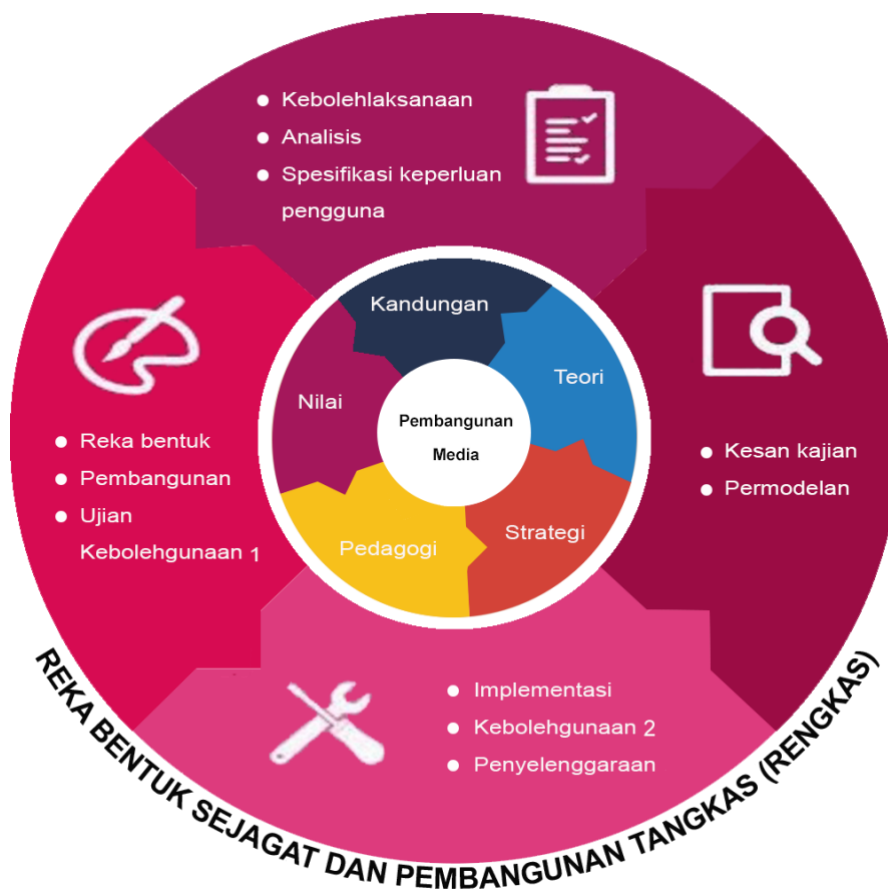 Kebolehlaksanaan
Analisis
Spesifikasi keperluan
pengguna
Kandungan
Teori
Strategi
Pedagogi
Nilai
Pembangunan
Media
Reka bentuk
Pembangunan
Ujian
Kebolehgunaan 1
Kesan kajian
Permodelan
Implementasi
Kebolehgunaan 2
Penyelenggaraan
REKA BENTUK SEJAGAT DAN PEMBANGUNAN TANGKAS (RENGKAS)